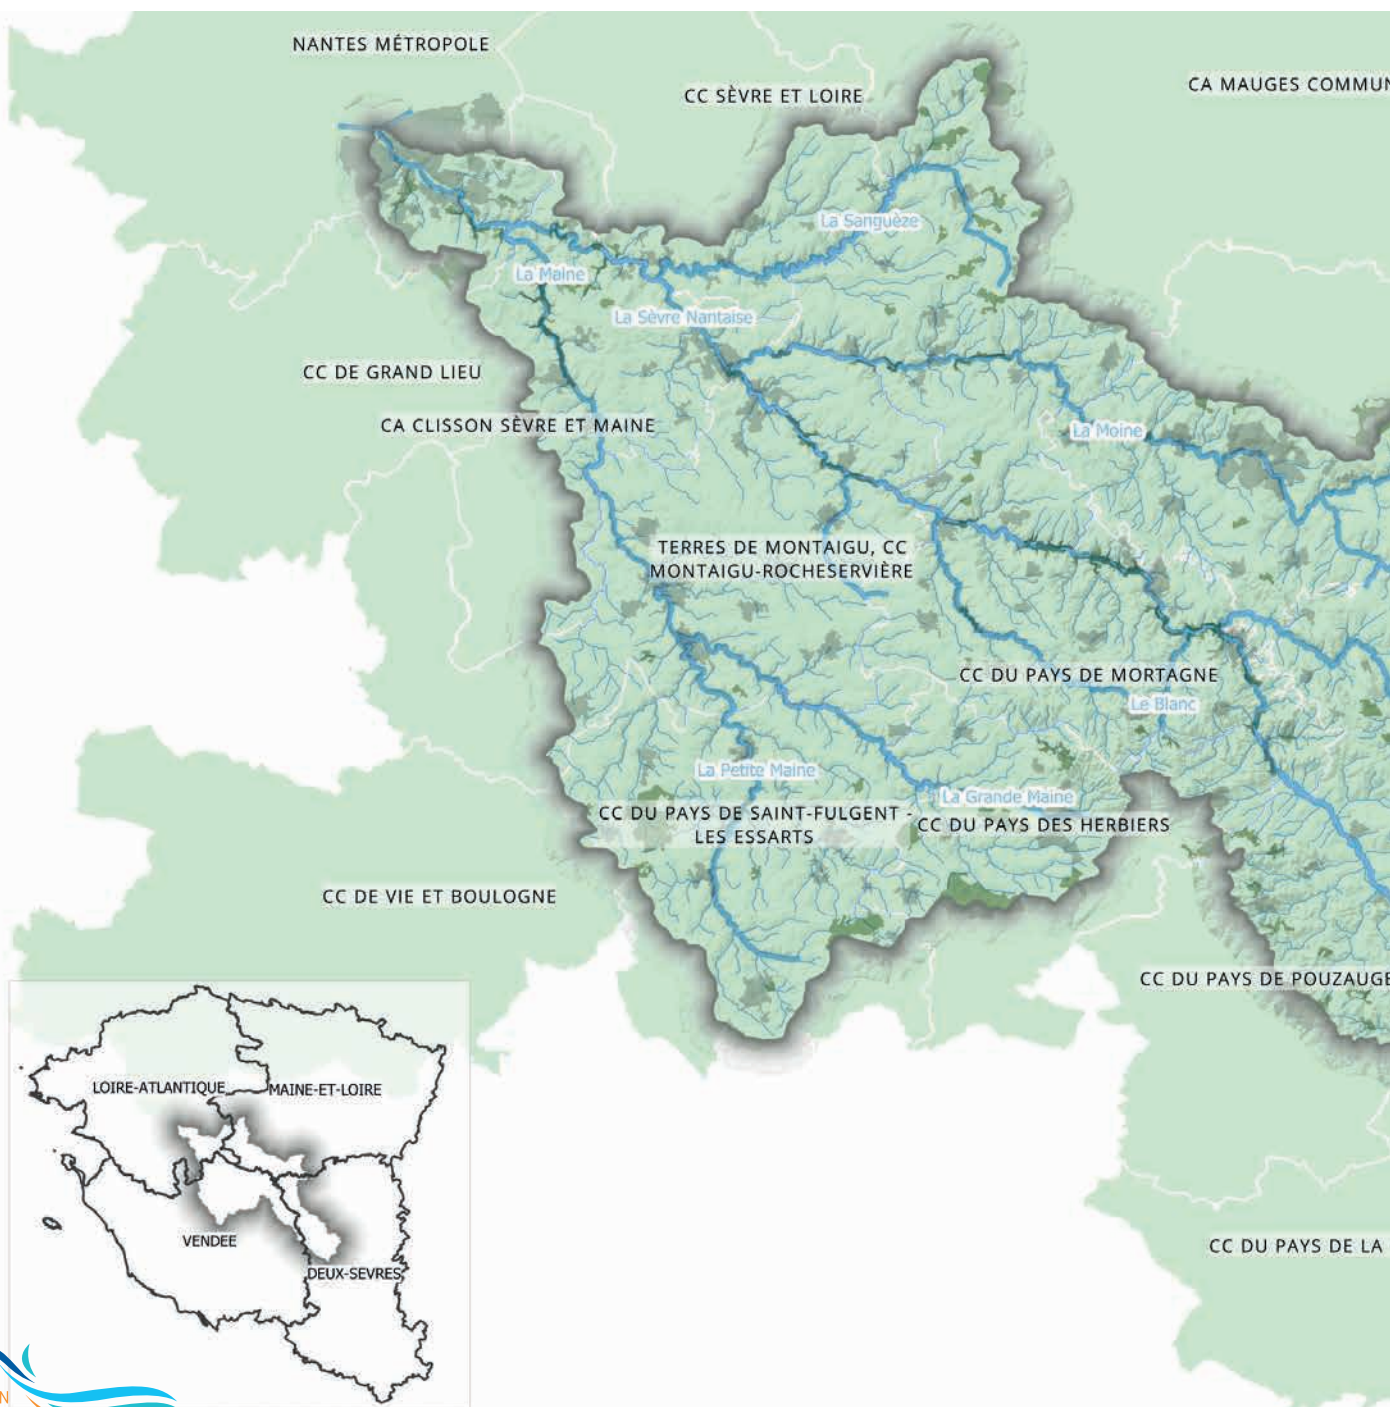 NANTES MÉTROPOLE
CC SÈVRE ET LOIRE
CA MAUGES COMMUN
La Sanguèze
La Maine
La Sèvre Nantaise
CC DE GRAND LIEU
CA CLISSON SÈVRE ET MAINE
La Moine
TERRES DE MONTAIGU, CC
MONTAIGU-ROCHESERVIÈRE
CC DU PAYS DE MORTAGNE
Le Blanc
La Petite Maine
La Grande Maine
CC DU PAYS DE SAINT-FULGENT -
LES ESSARTS
CC DU PAYS DES HERBIERS
CC DE VIE ET BOULOGNE
CC DU PAYS DE POUZAUGE
LOIRE-ATLANTIQUE
MAINE-ET-LOIRE
VENDEE
DEUX-SEVRES
CC DU PAYS DE LA
N